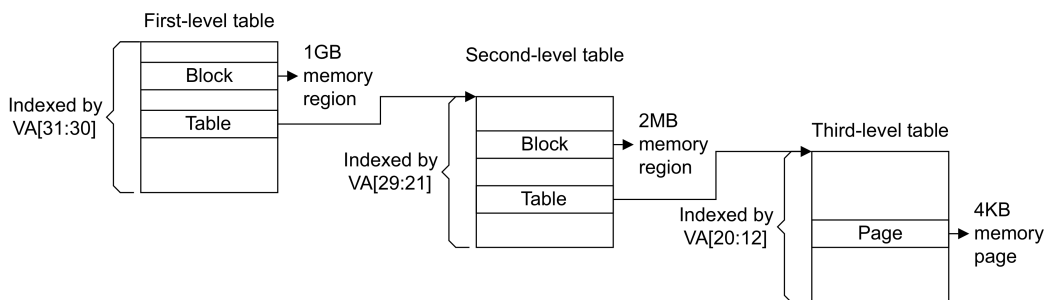 First-level table
1GB
memory
region
Block
Indexed by
VA[31:30]
Table
Second-level table
2MB
memory
region
Block
Indexed by
VA[29:21]
Table
Third-level table
Indexed by
VA[20:12]
Page
4KB
memory
page